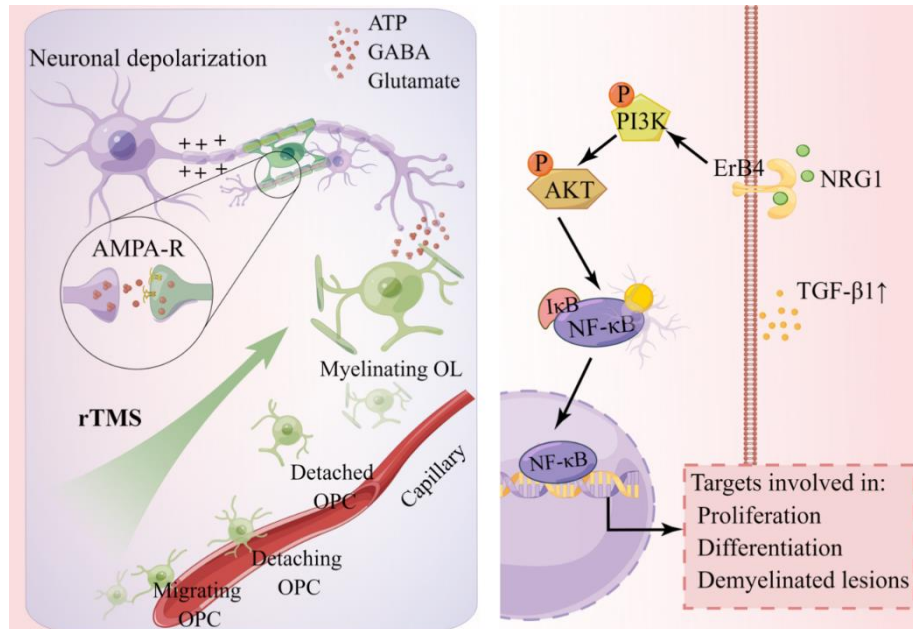 Neuronal depolarization
ATP
GABA
Glutamate
+ + +
+ + +
AMPA-R
Myelinating OL
rTMS
Detached
OPC
Capillary
Detaching
OPC
Migrating
OPC
P
PI3K
P
AKT
ErB4
NRG1
IκB
NF-κB
TGF-β1↑
NF-κB
Targets involved in:
Proliferation
Differentiation
Demyelinated lesions